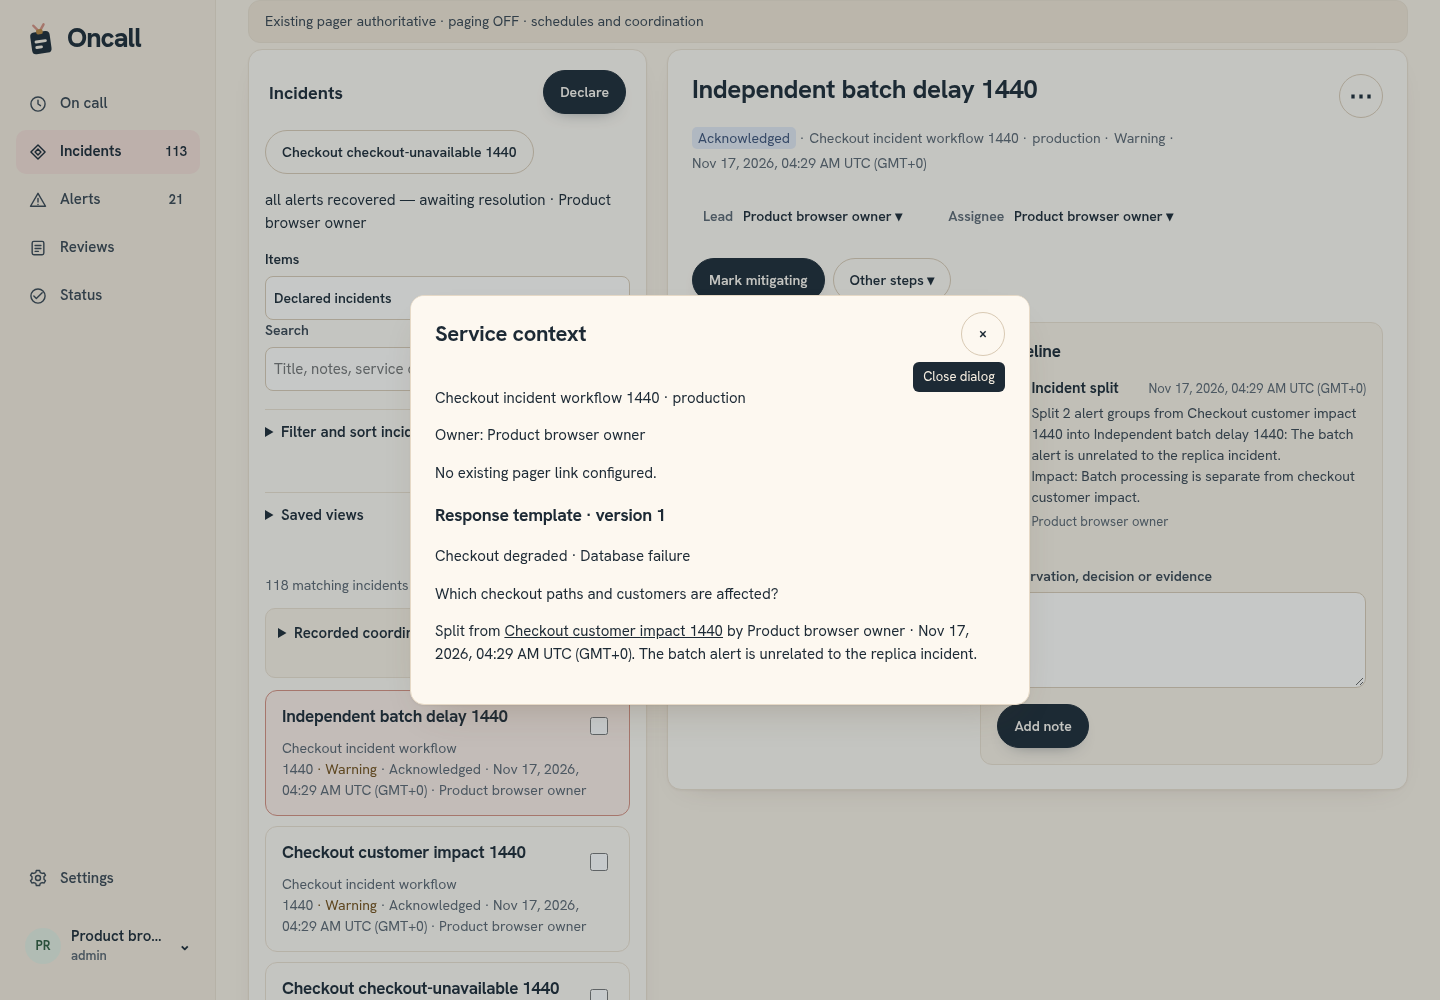 Oncall
On call
Incidents 113
Alerts 21
Reviews
Status
Settings
PR
Product bro...
admin
Existing pager authoritative · paging OFF · schedules and coordination
Incidents
Declare
Checkout checkout-unavailable 1440
all alerts recovered — awaiting resolution · Product
browser owner
Items
Declared incidents
Search
Title, notes, service
Filter and sort
Saved views
118 matching incidents
Recorded
Independent batch delay 1440
Checkout incident workflow
1440 · Warning · Acknowledged · Nov 17, 2026,
04:29 AM UTC (GMT+0) · Product browser owner
Checkout customer impact 1440
Checkout incident workflow
1440 · Warning · Acknowledged · Nov 17, 2026,
04:29 AM UTC (GMT+0) · Product browser owner
Checkout checkout-unavailable 1440
Independent batch delay 1440
Acknowledged · Checkout incident workflow 1440 · production · Warning ·
Nov 17, 2026, 04:29 AM UTC (GMT+0)
Lead Product browser owner ▾ Assignee Product browser owner ▾
Mark mitigating
Other steps ▾
Incident split Nov 17, 2026, 04:29 AM UTC (GMT+0)
Split 2 alert groups from Checkout customer impact
1440 into Independent batch delay 1440: The batch
alert is unrelated to the replica incident.
Impact: Batch processing is separate from checkout
customer impact.
Product browser owner
decision or evidence
Add note
Service context
×
Close dialog
Checkout incident workflow 1440 · production
Owner: Product browser owner
No existing pager link configured.
Response template · version 1
Checkout degraded · Database failure
Which checkout paths and customers are affected?
Split from Checkout customer impact 1440 by Product browser owner · Nov 17,
2026, 04:29 AM UTC (GMT+0). The batch alert is unrelated to the replica incident.